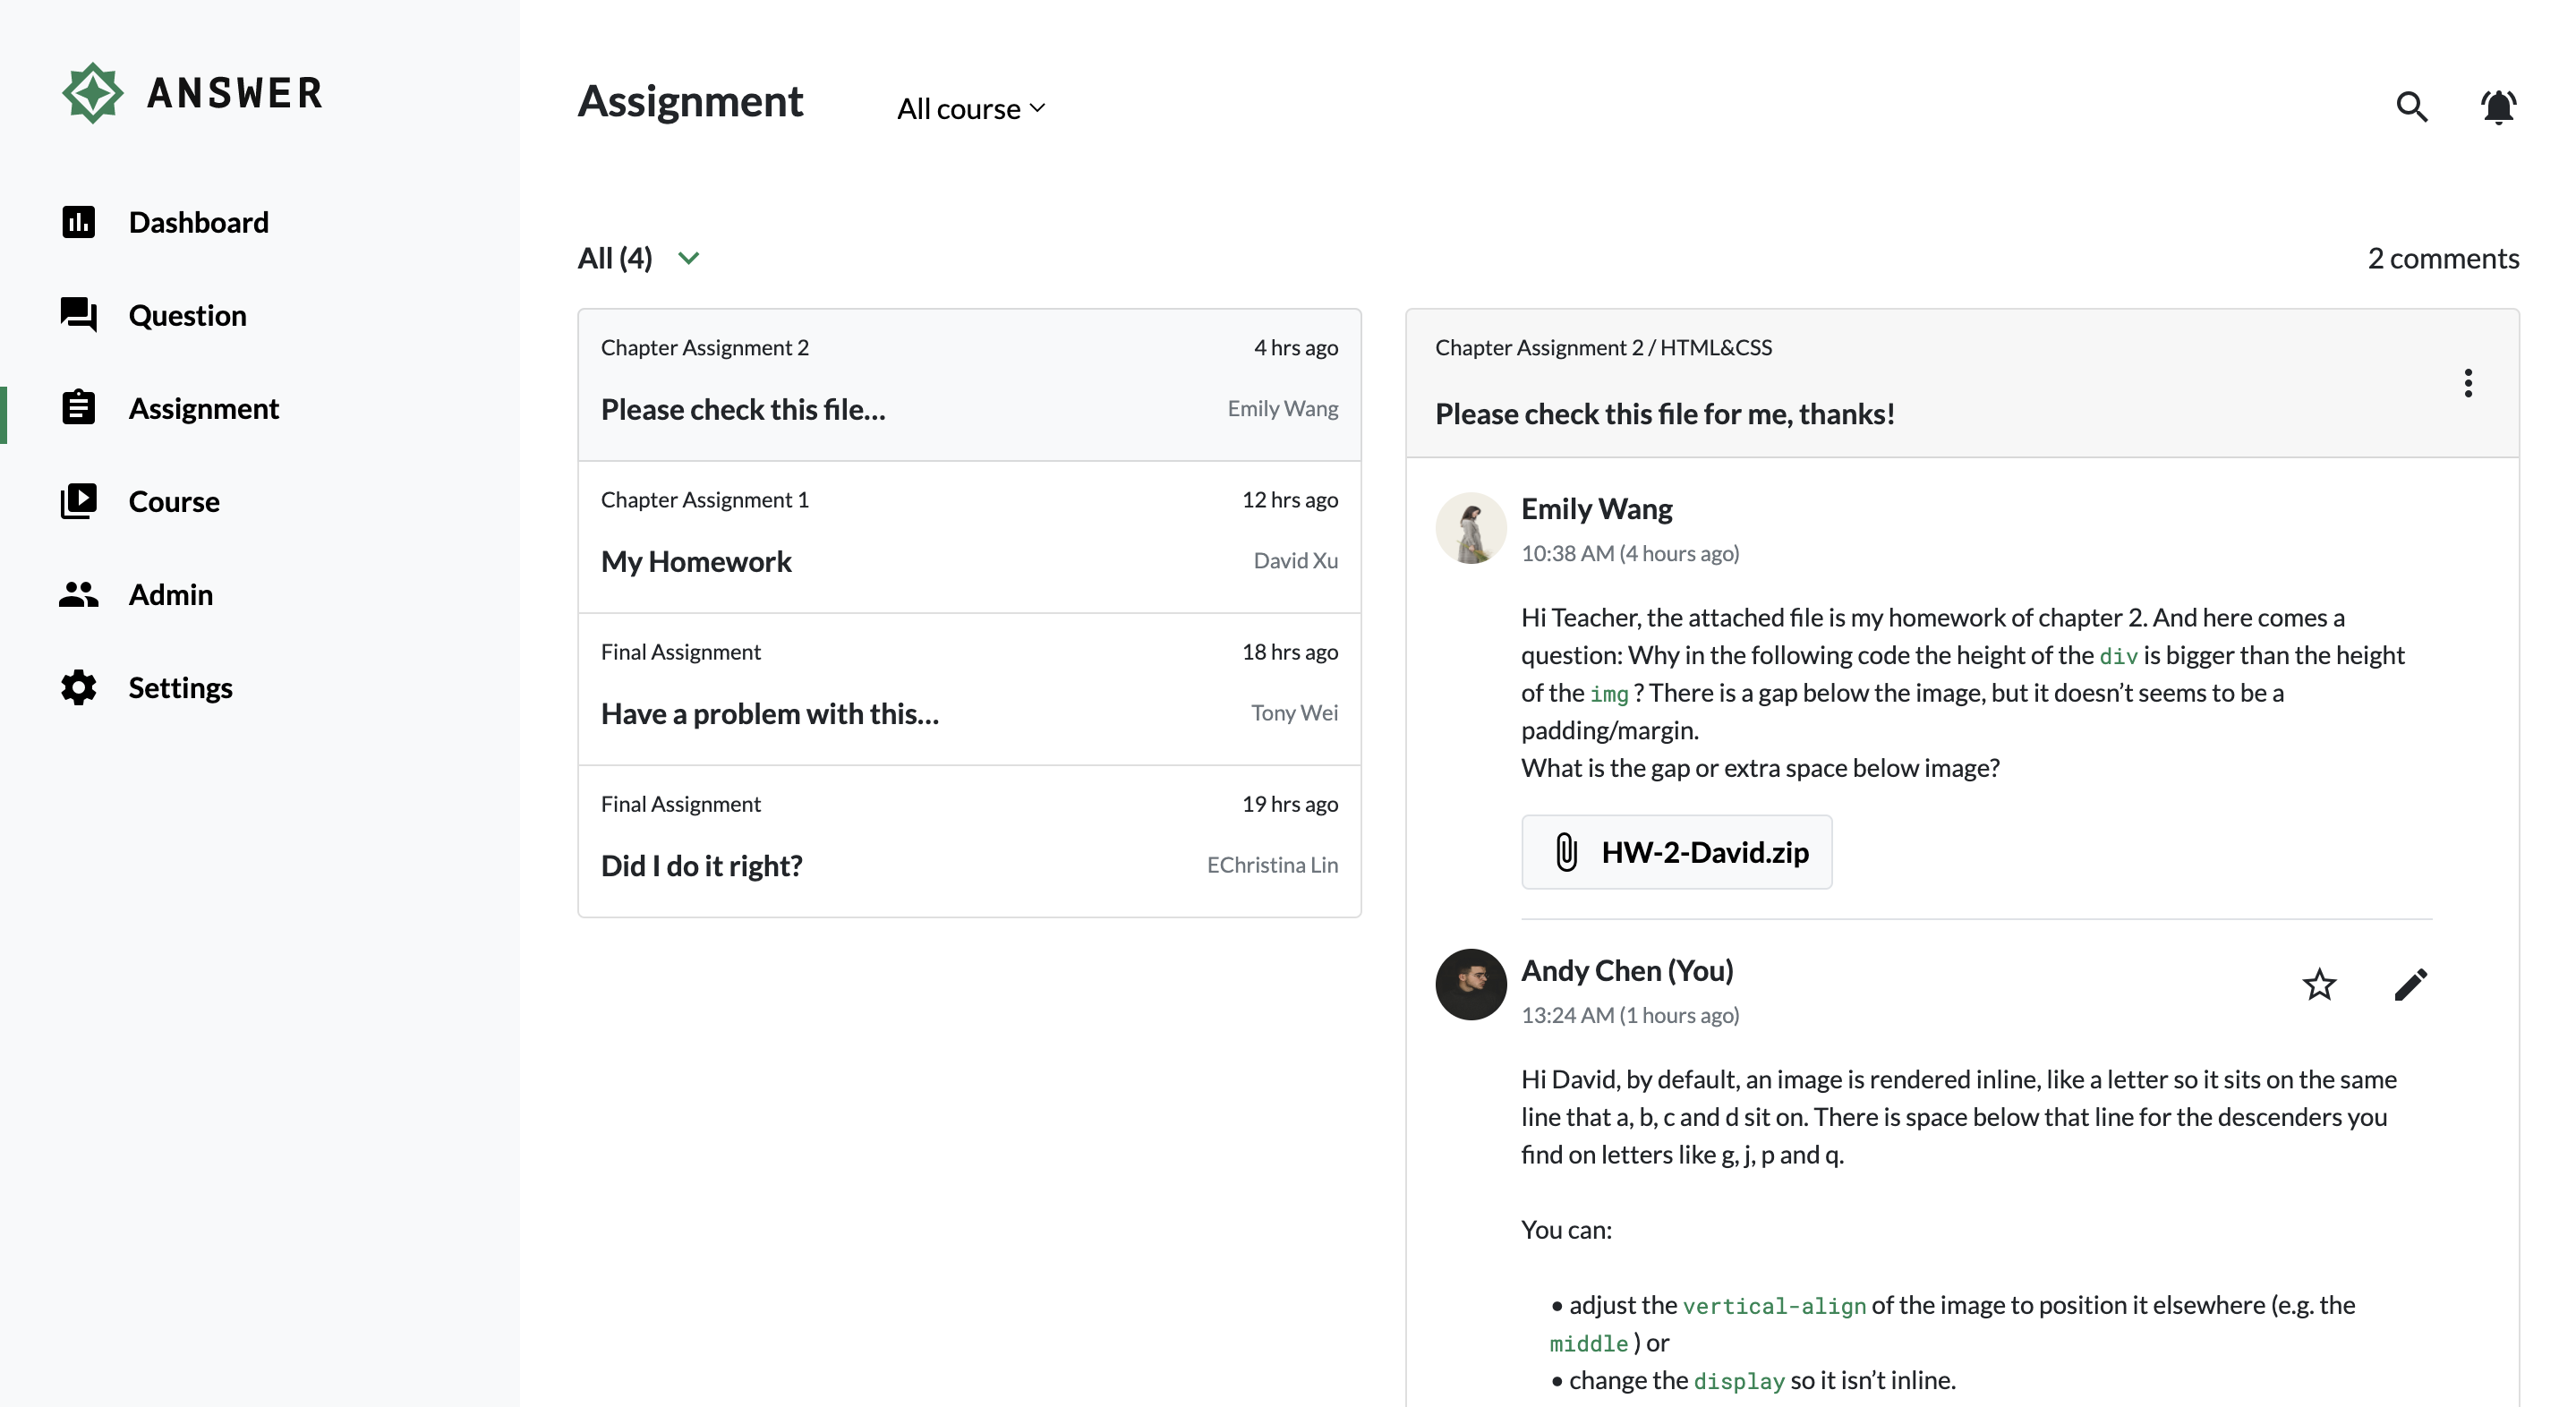 ANSWER
Dashboard
Question
Assignment
Course
Admin
Settings
Assignment
All course
All (4)
2 comments
Chapter Assignment 2
4 hrs ago
Please check this file...
Emily Wang
Chapter Assignment 1
12 hrs ago
My Homework
David Xu
Final Assignment
18 hrs ago
Have a problem with this...
Tony Wei
Final Assignment
19 hrs ago
Did I do it right?
EChristina Lin
Chapter Assignment 2 / HTML&CSS
Please check this file for me, thanks!
Emily Wang
10:38 AM (4 hours ago)
Hi Teacher, the attached file is my homework of chapter 2. And here comes a
question: Why in the following code the height of the div is bigger than the height
of the img ? There is a gap below the image, but it doesn’t seems to be a
padding/margin.
What is the gap or extra space below image?
HW-2-David.zip
Andy Chen (You)
13:24 AM (1 hours ago)
Hi David, by default, an image is rendered inline, like a letter so it sits on the same
line that a, b, c and d sit on. There is space below that line for the descenders you
find on letters like g, j, p and q.
You can:
• adjust the vertical-align of the image to position it elsewhere (e.g. the
middle ) or
• change the display so it isn’t inline.